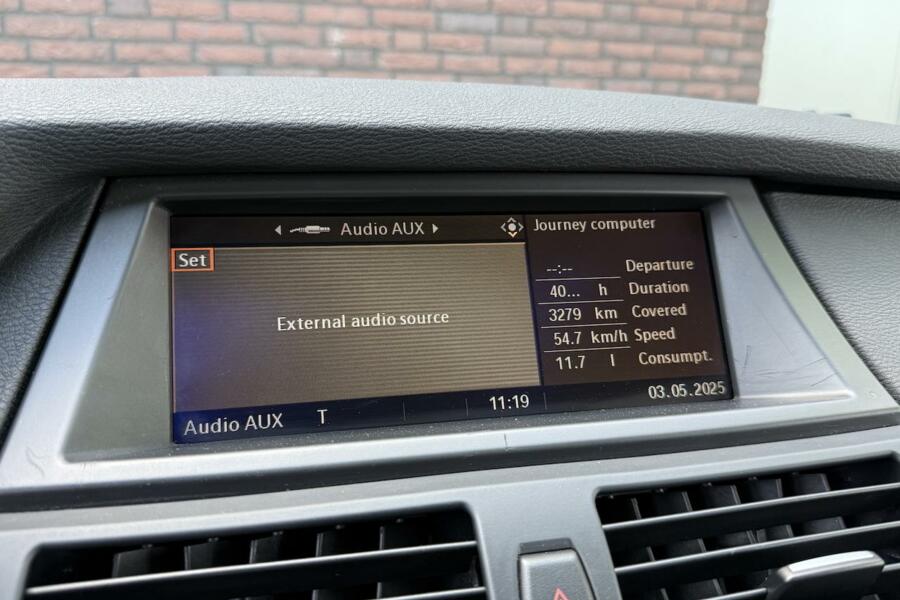 Audio AUX
Set
External audio source
Journey computer
--:-- Departure
40... h Duration
3279 km Covered
54.7 km/h Speed
11.7 l Consumpt.
Audio AUX T 11:19 03.05.2025